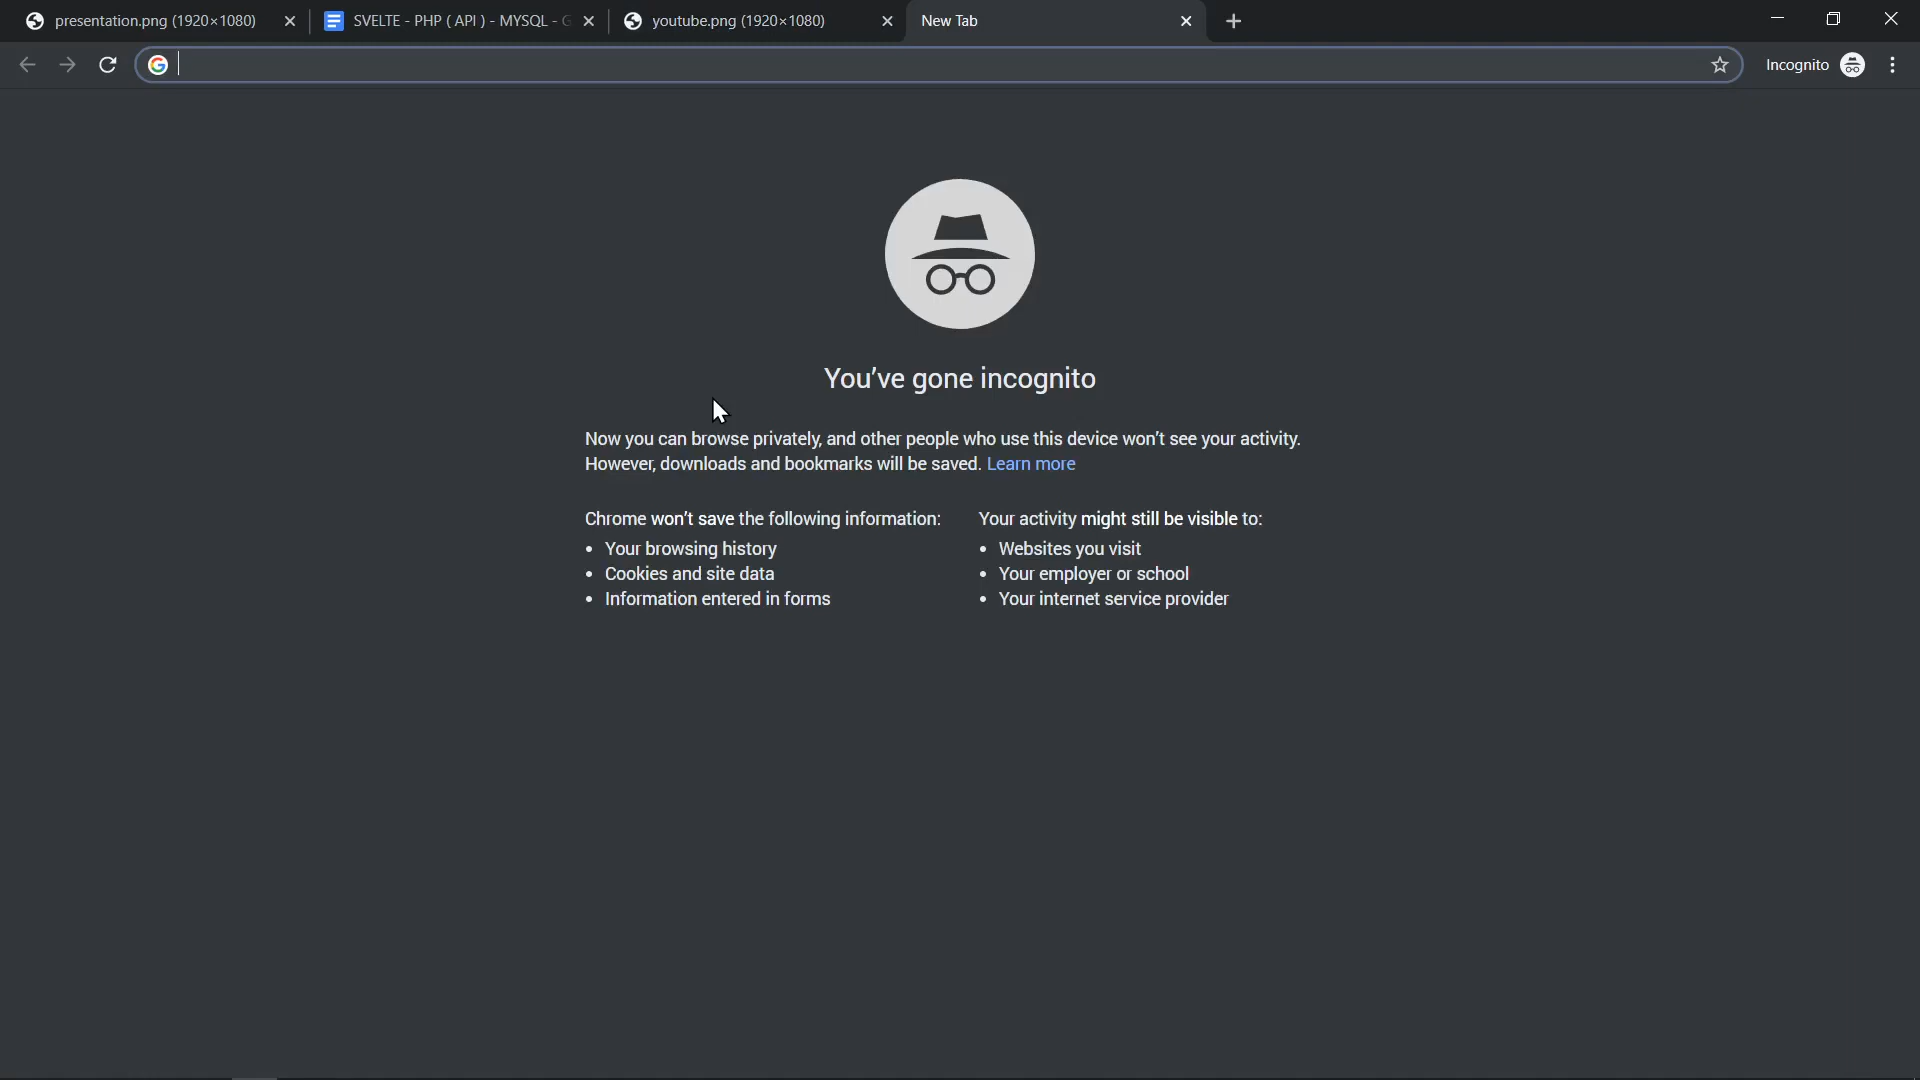 presentation.png (1920×1080)
SVELTE - PHP ( API ) - MYSQL - G
youtube.png (1920×1080)
New Tab
Incognito
You've gone incognito
Now you can browse privately, and other people who use this device won't see your activity.
However, downloads and bookmarks will be saved. Learn more
Chrome won't save the following information:
Your browsing history
Cookies and site data
Information entered in forms
Your activity might still be visible to:
Websites you visit
Your employer or school
Your internet service provider